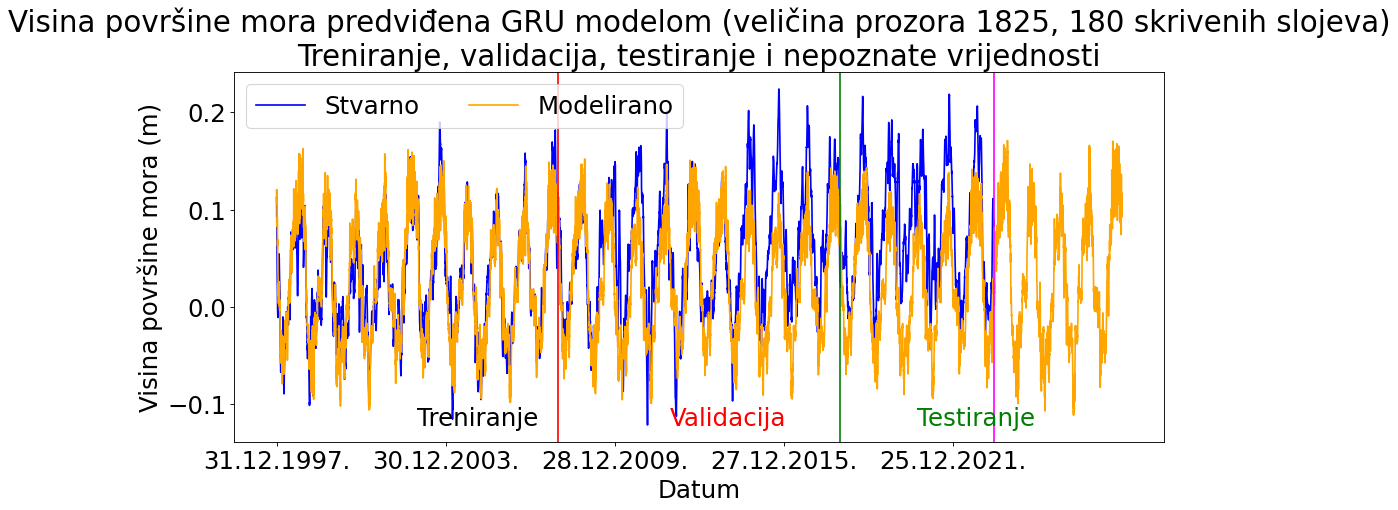 Visina površine mora predviđena GRU modelom (veličina prozora 1825, 180 skrivenih slojeva)
Treniranje, validacija, testiranje i nepoznate vrijednosti
Stvarno
Modelirano
Visina površine mora (m)
0.2
0.1
0.0
−0.1
Treniranje
Validacija
Testiranje
31.12.1997.
30.12.2003.
28.12.2009.
27.12.2015.
25.12.2021.
Datum